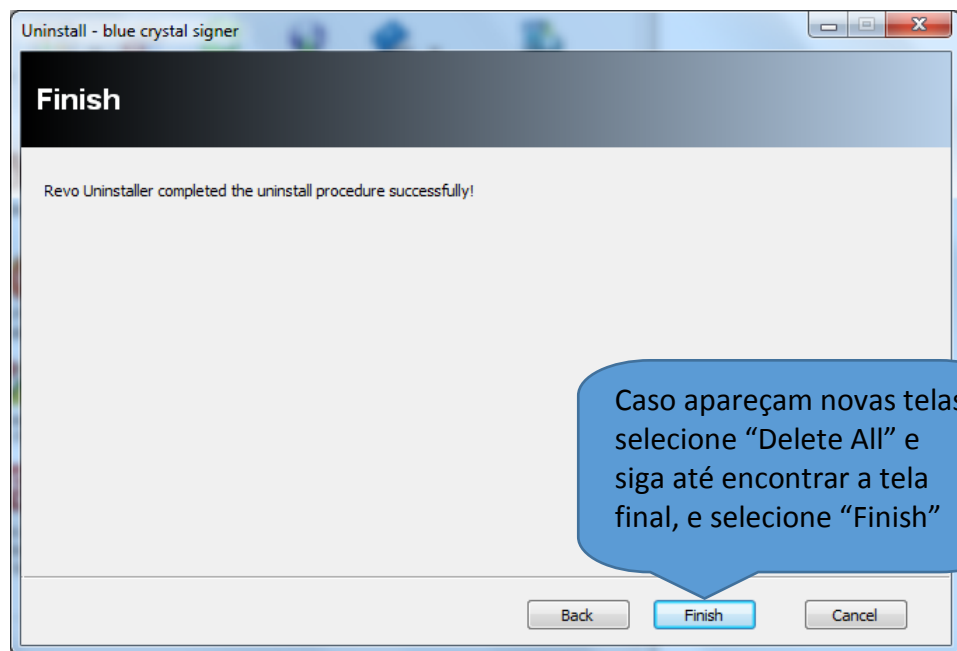 Uninstall - blue crystal signer
Finish
Revo Uninstaller completed the uninstall procedure successfully!
Caso apareçam novas telas
selecione “Delete All” e
siga até encontrar a tela
final, e selecione “Finish”
Back
Finish
Cancel